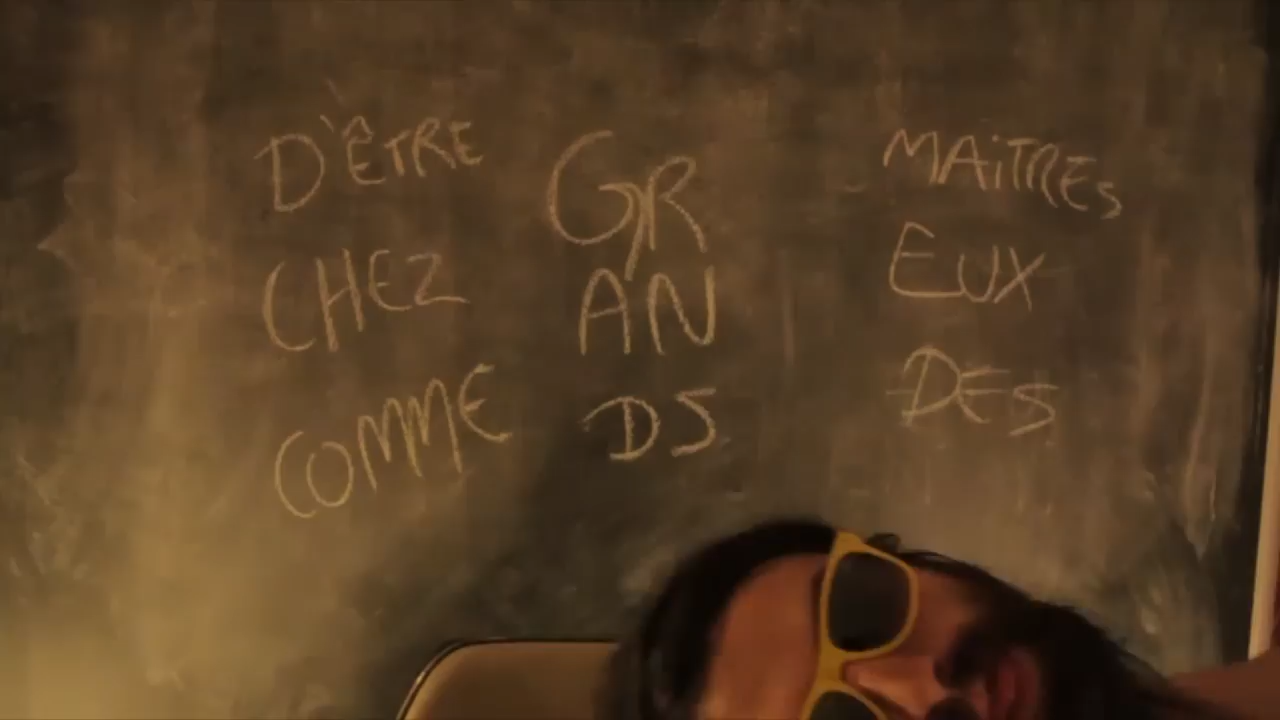 D'ÊTRE
CHEZ
COMME
GR
AN
DS
MAiTRES
EUX
DES